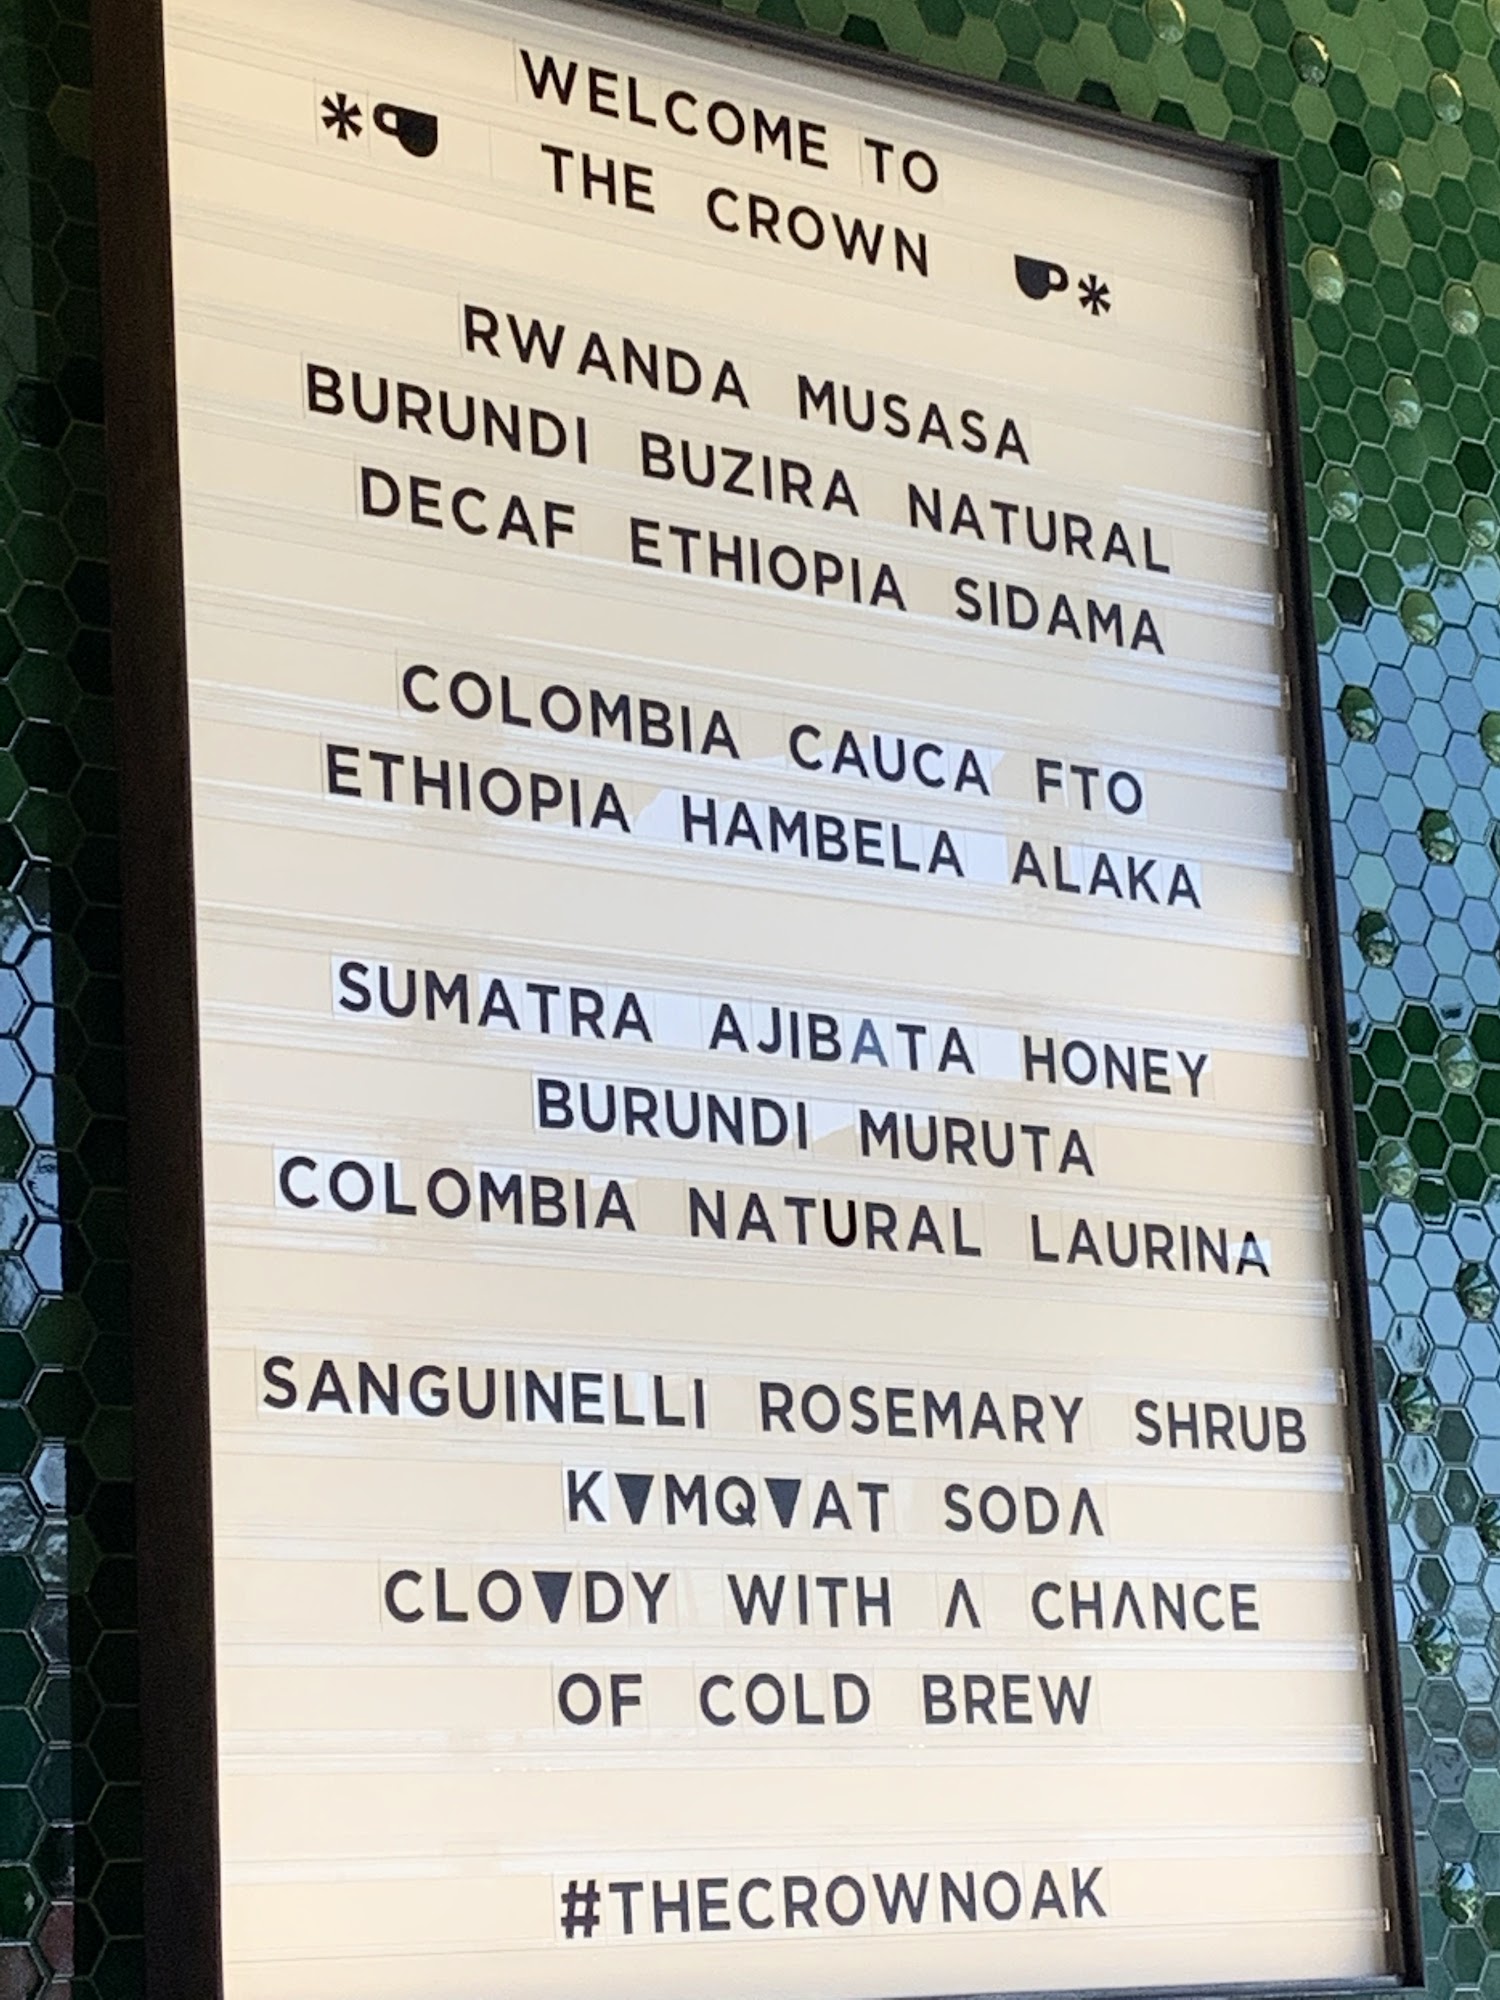 WELCOME TO
THE CROWN
RWANDA MUSASA
BURUNDI BUZIRA NATURAL
DECAF ETHIOPIA SIDAMA
COLOMBIA CAUCA FTO
ETHIOPIA HAMBELA ALAKA
SUMATRA AJIBATA HONEY
BURUNDI MURUTA
COLOMBIA NATURAL LAURINA
SANGUINELLI ROSEMARY SHRUB
K▼MQ▼AT SODΛ
CLO▼DY WITH Λ CHΛNCE
OF COLD BREW
#THECROWNOAK